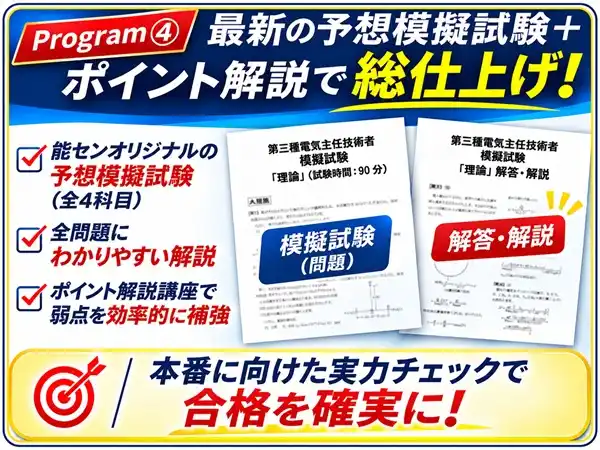 Program④
最新の予想模擬試験＋
ポイント解説で総仕上げ！
能センオリジナルの
予想模擬試験
（全4科目）
全問題に
わかりやすい解説
ポイント解説講座で
弱点を効率的に補強
第三種電気主任技術者
模擬試験
「理論」（試験時間：90分）
模擬試験
（問題）
第三種電気主任技術者
模擬試験
「理論」解答・解説
解答・解説
本番に向けた実力チェックで
合格を確実に！